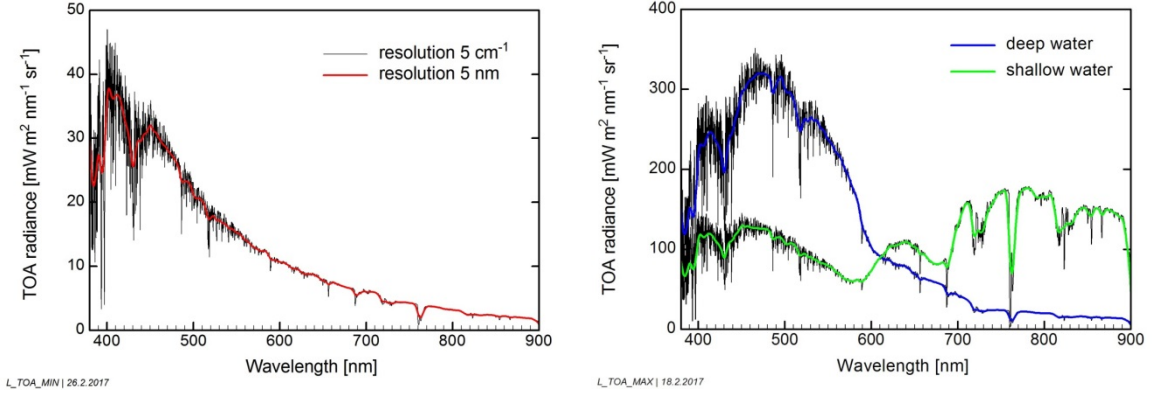 50
40
30
20
10
0
TOA radiance [mW m² nm⁻¹ sr⁻¹]
resolution 5 cm⁻¹
resolution 5 nm
400 500 600 700 800 900
Wavelength [nm]
L_TOA_MIN | 26.2.2017
400
300
200
100
0
TOA radiance [mW m² nm⁻¹ sr⁻¹]
deep water
shallow water
400 500 600 700 800 900
Wavelength [nm]
L_TOA_MAX | 18.2.2017